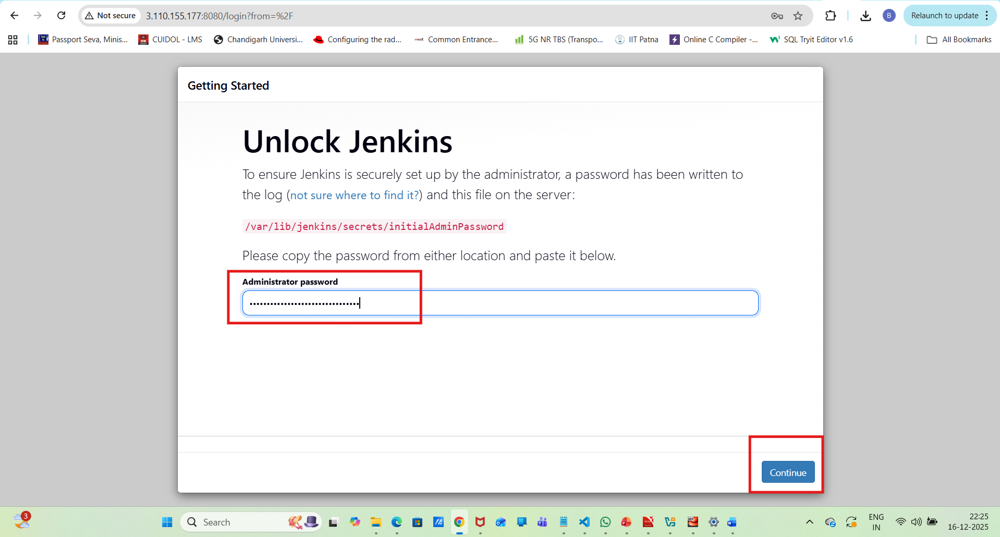 Not secure 3.110.155.177:8080/login?from=%2F B Relaunch to update
Passport Seva, Minis... CUIDOL - LMS Chandigarh Universi... Configuring the rad... Common Entrance... 5G NR TBS (Transpo... IIT Patna Online C Compiler -... SQL Tryit Editor v1.6 All Bookmarks
Getting Started
Unlock Jenkins
To ensure Jenkins is securely set up by the administrator, a password has been written to
the log (not sure where to find it?) and this file on the server:
/var/lib/jenkins/secrets/initialAdminPassword
Please copy the password from either location and paste it below.
Administrator password
••••••••••••••••••••••••••••••••
Continue
3 Search ENG 22:25
IN 16-12-2025